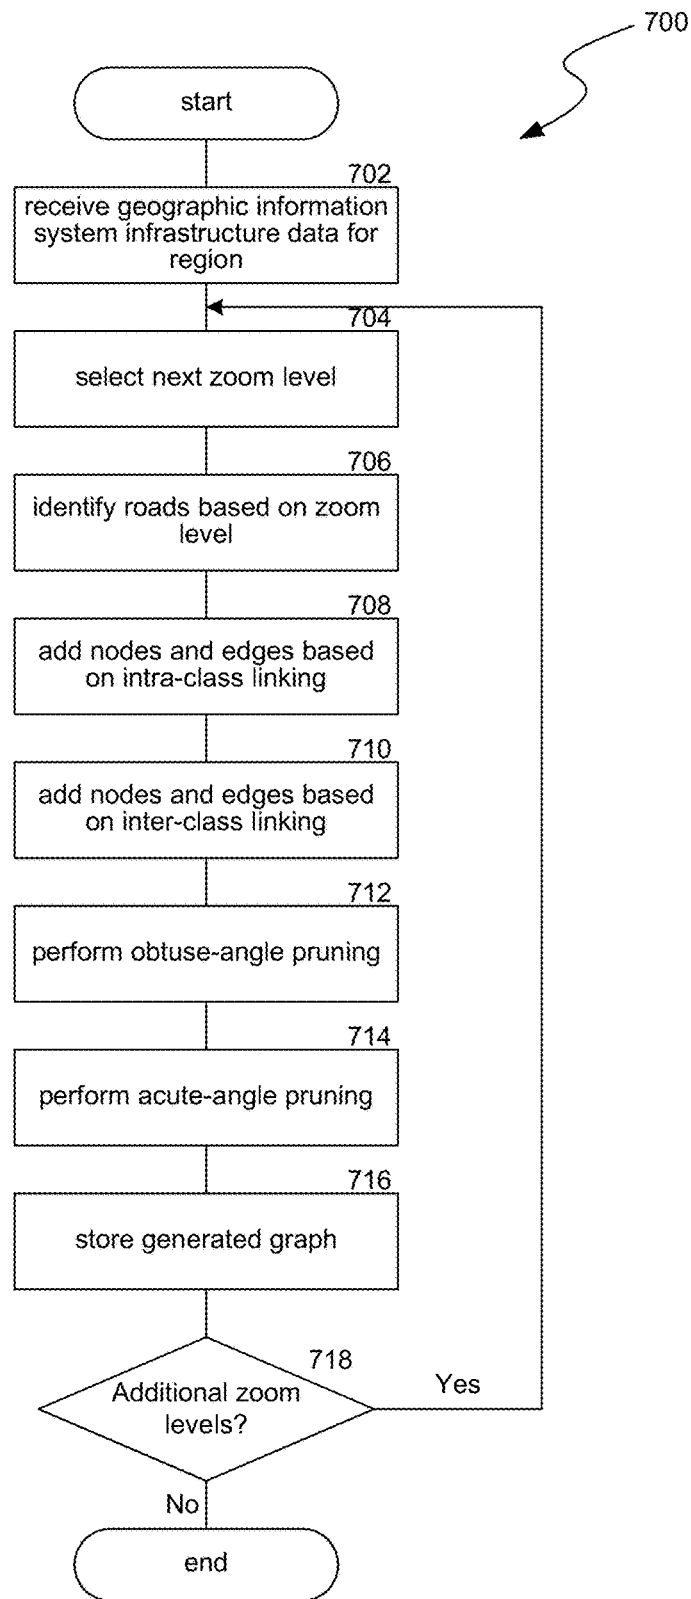 700
start
702
receive geographic information
system infrastructure data for
region
704
select next zoom level
706
identify roads based on zoom
level
708
add nodes and edges based
on intra-class linking
710
add nodes and edges based
on inter-class linking
712
perform obtuse-angle pruning
714
perform acute-angle pruning
716
store generated graph
718
Additional zoom
levels?
Yes
No
end